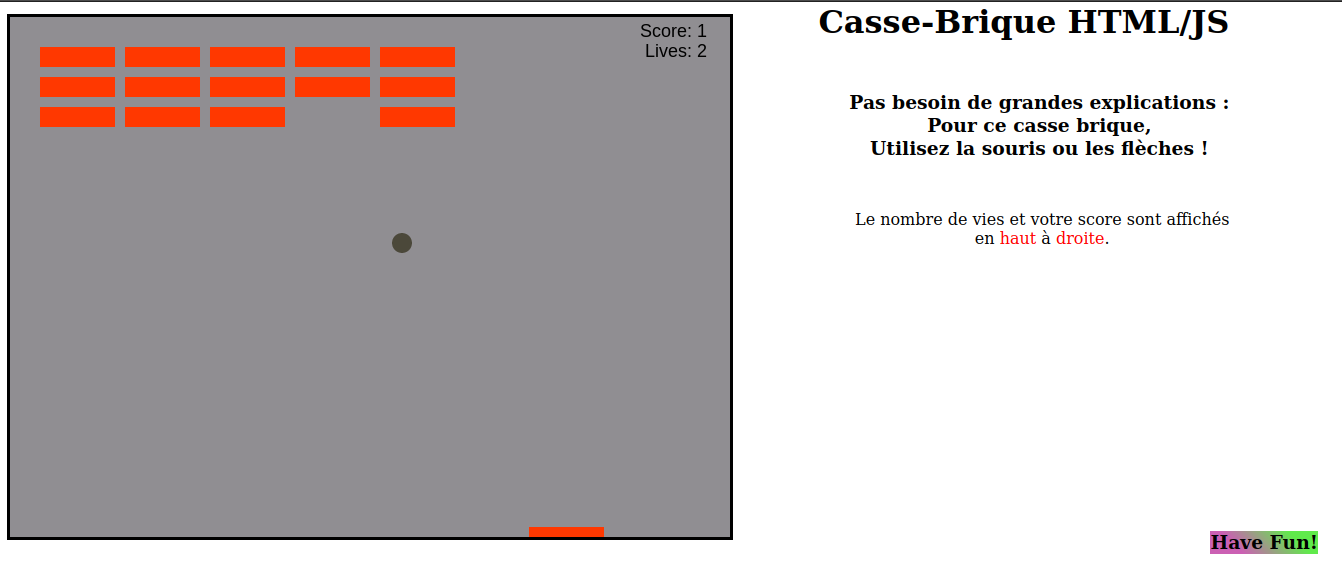 Score: 1
Lives: 2
Casse-Brique HTML/JS
Pas besoin de grandes explications :
Pour ce casse brique,
Utilisez la souris ou les flèches !
Le nombre de vies et votre score sont affichés
en haut à droite.
Have Fun!